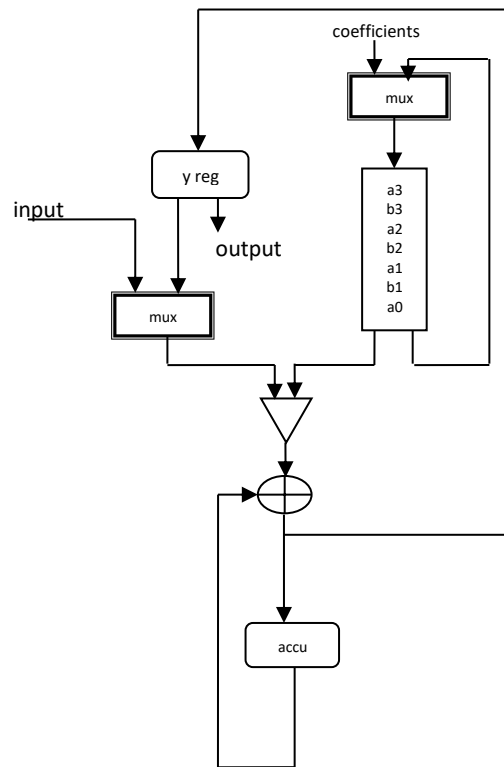 coefficients
mux
y reg
input
output
a3
b3
a2
b2
a1
b1
a0
mux
accu